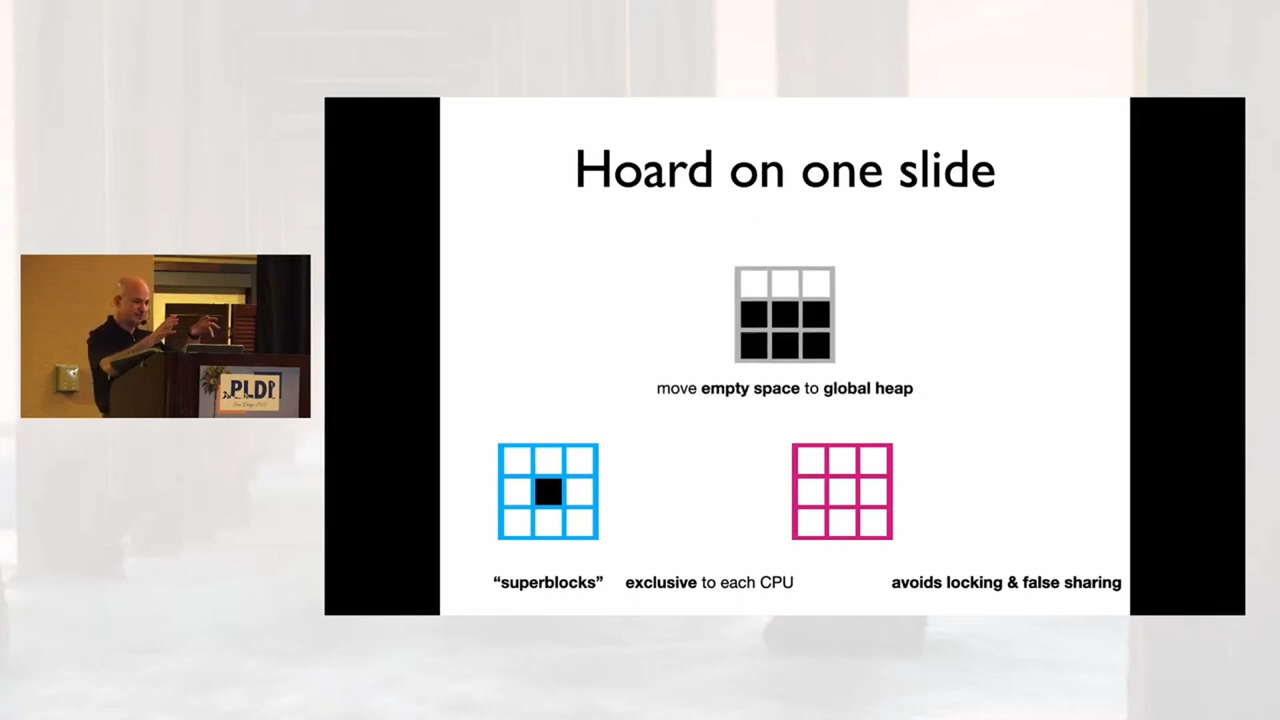 Hoard on one slide
move empty space to global heap
“superblocks” exclusive to each CPU avoids locking & false sharing
PLDI